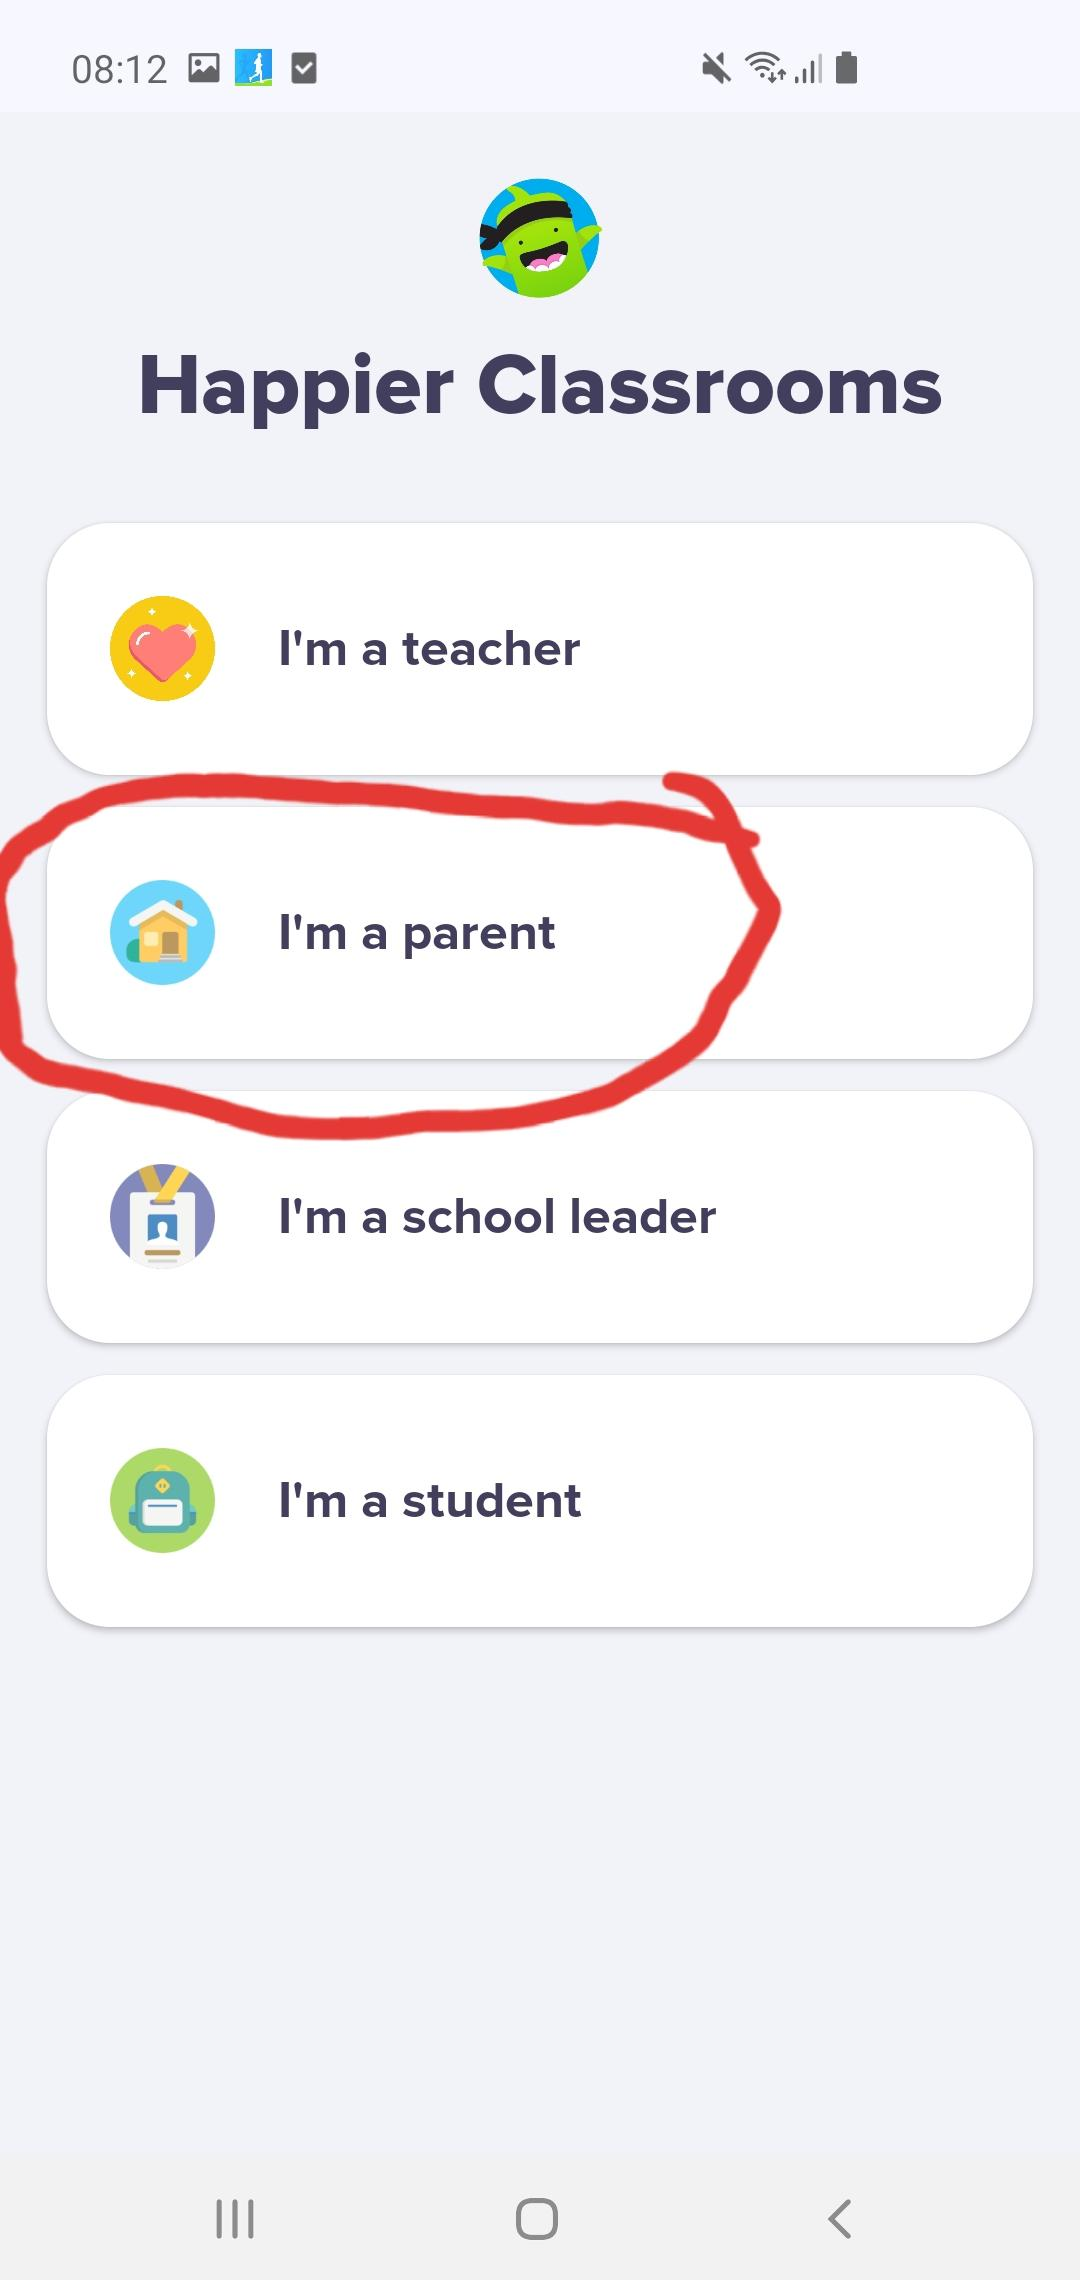 08:12
Happier Classrooms
I'm a teacher
I'm a parent
I'm a school leader
I'm a student